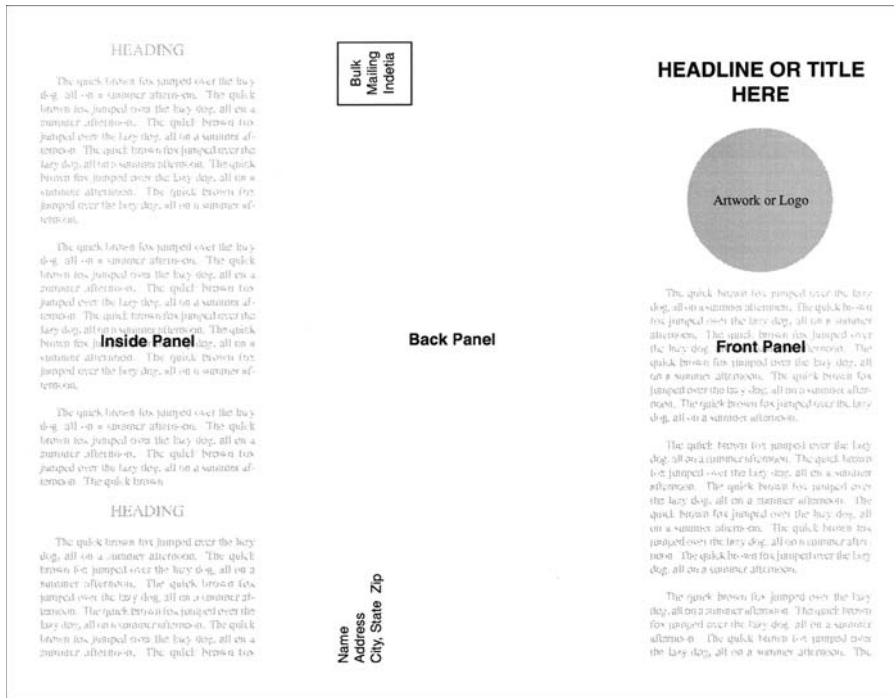 HEADING
The quick brown fox jumped over the lazy
dog, all on a summer afternoon. The quick
brown fox jumped over the lazy dog, all on a
summer afternoon. The quick brown fox
jumped over the lazy dog, all on a summer af-
ternoon. The quick brown fox jumped over the
lazy dog, all on a summer afternoon. The quick
brown fox jumped over the lazy dog, all on a
summer afternoon. The quick brown fox
jumped over the lazy dog, all on a summer af-
ternoon.
The quick brown fox jumped over the lazy
dog, all on a summer afternoon. The quick
brown fox jumped over the lazy dog, all on a
summer afternoon. The quick brown fox
jumped over the lazy dog, all on a summer af-
ternoon. The quick brown fox jumped over the
lazy dog, all on a summer afternoon. The quick
Inside Panel
brown fox jumped over the lazy dog, all on a
summer afternoon. The quick brown fox
jumped over the lazy dog, all on a summer af-
ternoon.
The quick brown fox jumped over the lazy
dog, all on a summer afternoon. The quick
brown fox jumped over the lazy dog, all on a
summer afternoon. The quick brown fox
jumped over the lazy dog, all on a summer af-
ternoon. The quick brown
HEADING
The quick brown fox jumped over the lazy
dog, all on a summer afternoon. The quick
brown fox jumped over the lazy dog, all on a
summer afternoon. The quick brown fox
jumped over the lazy dog, all on a summer af-
ternoon. The quick brown fox jumped over the
lazy dog, all on a summer afternoon. The quick
brown fox jumped over the lazy dog, all on a
summer afternoon. The quick brown fox
Bulk
Mailing
Indetia
Back Panel
Name
Address
City, State Zip
HEADLINE OR TITLE
HERE
Artwork or Logo
The quick brown fox jumped over the lazy
dog, all on a summer afternoon. The quick brown
fox jumped over the lazy dog, all on a summer
afternoon. The quick brown fox jumped over
the lazy dog, all on a summer afternoon. The
Front Panel
quick brown fox jumped over the lazy dog, all
on a summer afternoon. The quick brown fox
jumped over the lazy dog, all on a summer after-
noon. The quick brown fox jumped over the lazy
dog, all on a summer afternoon.
The quick brown fox jumped over the lazy
dog, all on a summer afternoon. The quick brown
fox jumped over the lazy dog, all on a summer
afternoon. The quick brown fox jumped over
the lazy dog, all on a summer afternoon. The
quick brown fox jumped over the lazy dog, all
on a summer afternoon. The quick brown fox
jumped over the lazy dog, all on a summer after-
noon. The quick brown fox jumped over the lazy
dog, all on a summer afternoon.
The quick brown fox jumped over the lazy
dog, all on a summer afternoon. The quick brown
fox jumped over the lazy dog, all on a summer
afternoon. The quick brown fox jumped over
the lazy dog, all on a summer afternoon. The